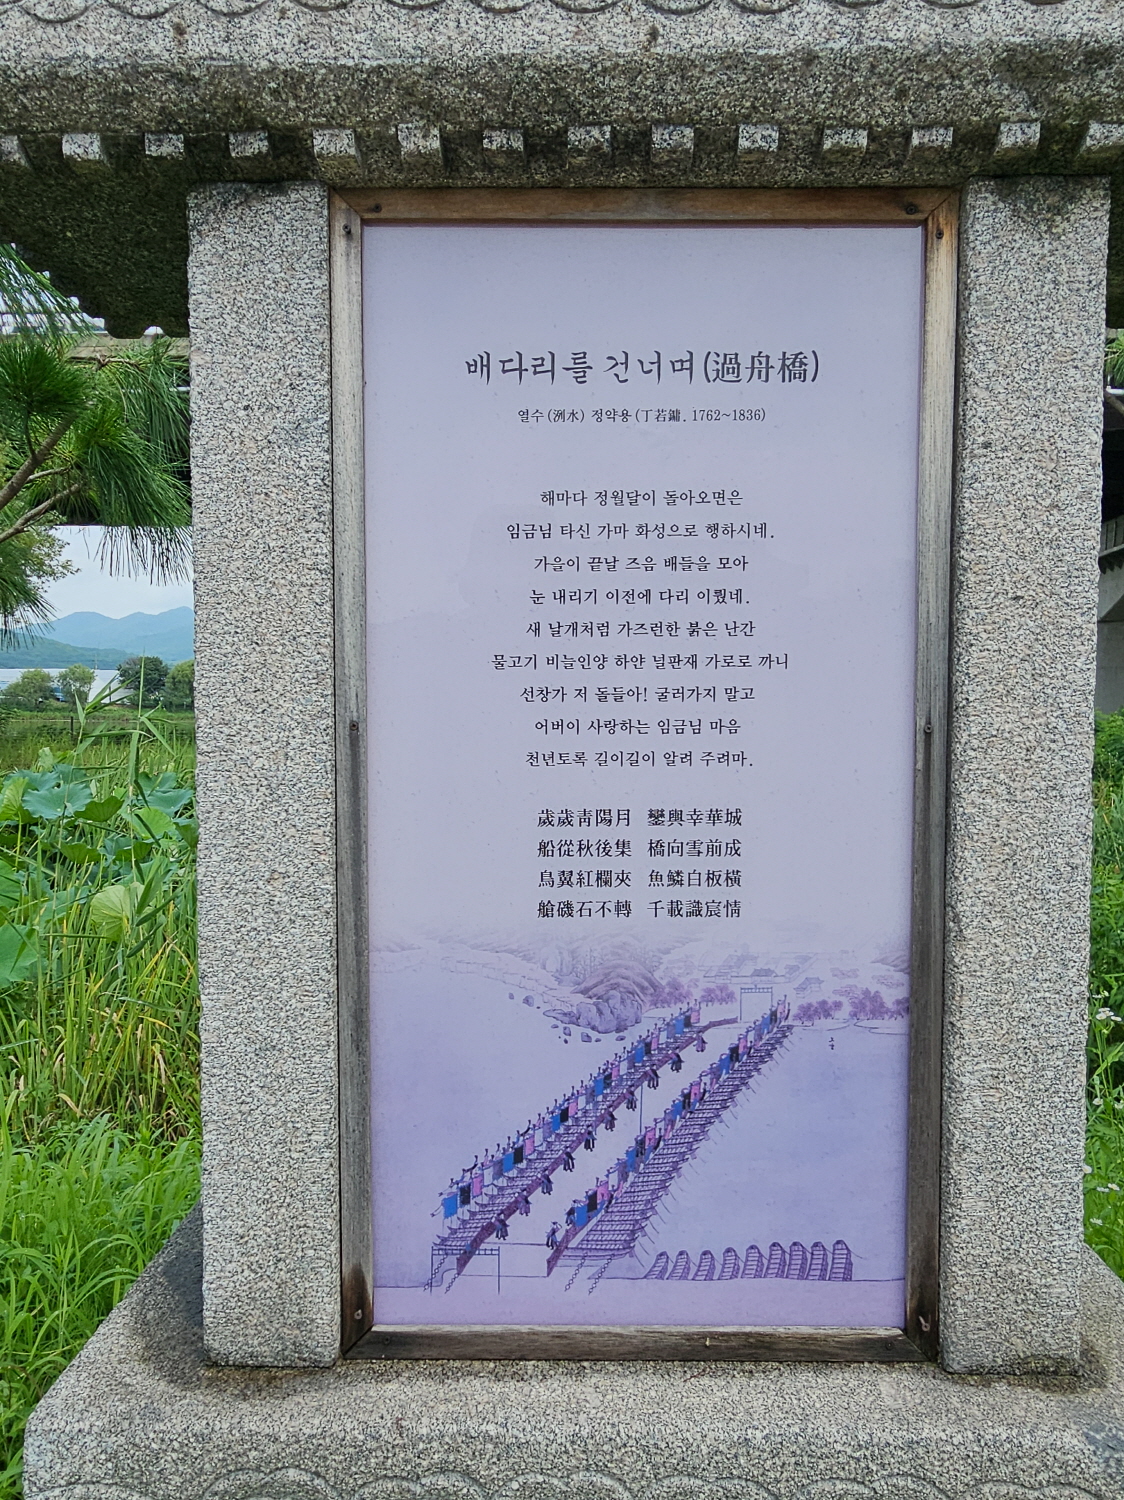 배다리를 건너며(過舟橋)
열수(洌水) 정약용(丁若鏞. 1762~1836)
해마다 정월달이 돌아오면은
임금님 타신 가마 화성으로 행하시네.
가을이 끝날 즈음 배들을 모아
눈 내리기 이전에 다리 이뤘네.
새 날개처럼 가즈런한 붉은 난간
물고기 비늘인양 하얀 널판재 가로로 까니
선창가 저 돌들아! 굴러가지 말고
어버이 사랑하는 임금님 마음
천년토록 길이길이 알려 주려마.
歲歲靑陽月 鑾輿幸華城
船從秋後集 橋向雪前成
鳥翼紅欄夾 魚鱗白板橫
艙磯石不轉 千載識宸情